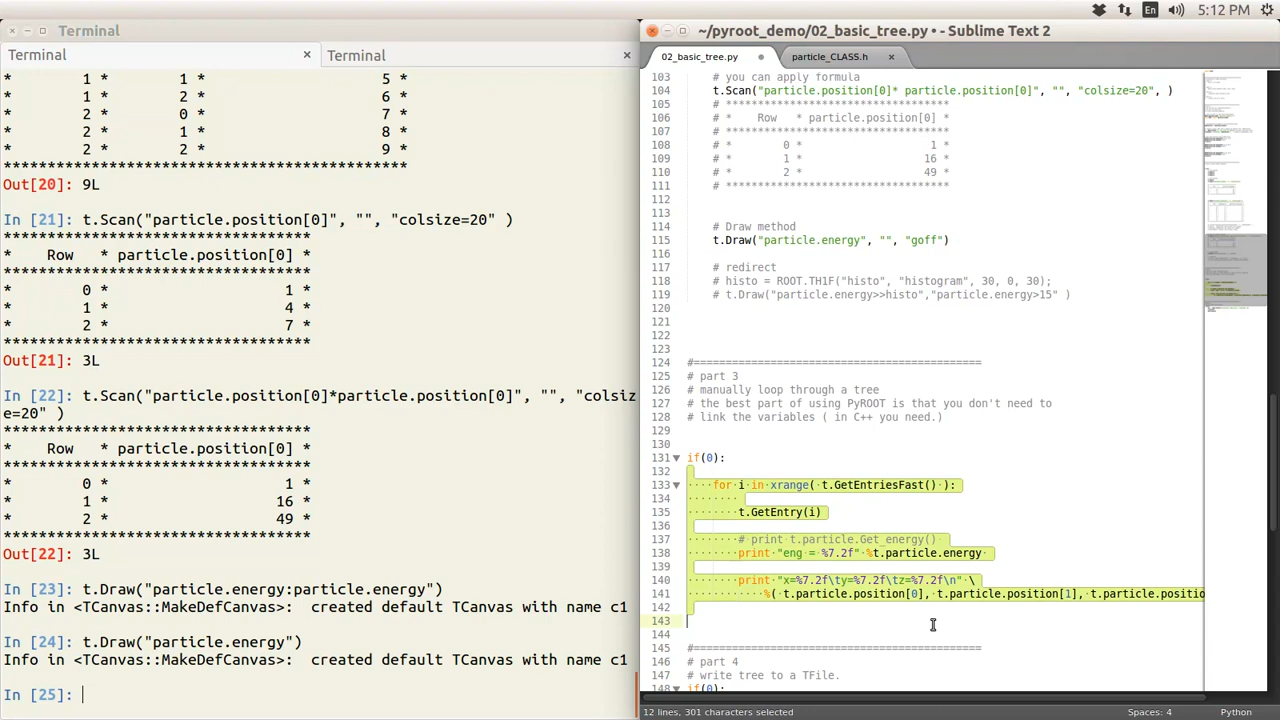 En
5:12 PM
Terminal
~/pyroot_demo/02_basic_tree.py • - Sublime Text 2
Terminal ×
Terminal ×
02_basic_tree.py
particle_CLASS.h ×
* 1 * 1 * 5 *
* 1 * 2 * 6 *
* 2 * 0 * 7 *
* 2 * 1 * 8 *
* 2 * 2 * 9 *
***********************************************
Out[20]: 9L
In [21]: t.Scan("particle.position[0]", "", "colsize=20" )
************************************
* Row * particle.position[0] *
************************************
* 0 * 1 *
* 1 * 4 *
* 2 * 7 *
************************************
Out[21]: 3L
In [22]: t.Scan("particle.position[0]*particle.position[0]", "", "colsiz
e=20" )
************************************
* Row * particle.position[0] *
************************************
* 0 * 1 *
* 1 * 16 *
* 2 * 49 *
************************************
Out[22]: 3L
In [23]: t.Draw("particle.energy:particle.energy")
Info in <TCanvas::MakeDefCanvas>: created default TCanvas with name c1
In [24]: t.Draw("particle.energy")
Info in <TCanvas::MakeDefCanvas>: created default TCanvas with name c1
In [25]:
103 # you can apply formula
104 t.Scan("particle.position[0]* particle.position[0]", "", "colsize=20", )
105 # ************************************
106 # * Row * particle.position[0] *
107 # ************************************
108 # * 0 * 1 *
109 # * 1 * 16 *
110 # * 2 * 49 *
111 # ************************************
112
113
114 # Draw method
115 t.Draw("particle.energy", "", "goff")
116
117 # redirect
118 # histo = ROOT.TH1F("histo", "histogram", 30, 0, 30);
119 # t.Draw("particle.energy>>histo","particle.energy>15" )
120
121
122
123
124 #==============================================
125 # part 3
126 # manually loop through a tree
127 # the best part of using PyROOT is that you don't need to
128 # link the variables ( in C++ you need.)
129
130
131 if(0):
132
133 for i in xrange( t.GetEntriesFast() ):
134
135 t.GetEntry(i)
136
137 # print t.particle.Get_energy()
138 print "eng = %7.2f" %t.particle.energy
139
140 print "x=%7.2f\ty=%7.2f\tz=%7.2f\n" \
141 %( t.particle.position[0], t.particle.position[1], t.particle.positio
142
143
144
145 #==============================================
146 # part 4
147 # write tree to a TFile.
148 if(0):
12 lines, 301 characters selected
Spaces: 4
Python